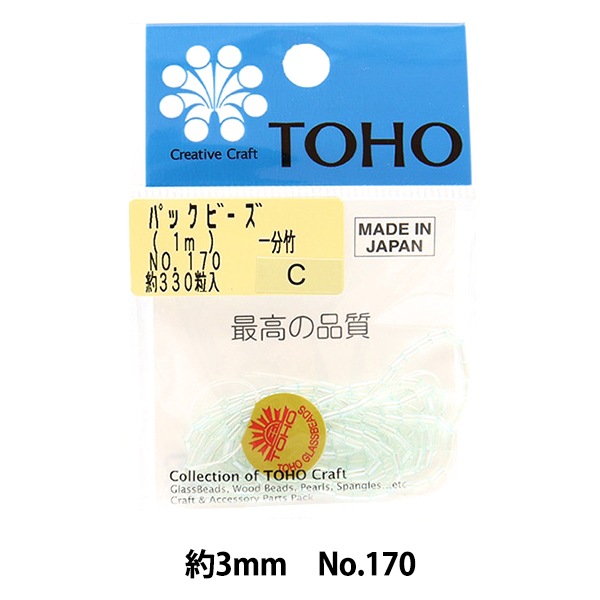 Creative Craft
TOHO
パックビーズ
(1m) 一分竹
NO.170
約330粒入
C
MADE IN
JAPAN
最高の品質
TOHO
TOHO GLASSBEADS
Collection of TOHO Craft
GlassBeads, Wood Beads, Pearls, Spangles...etc
Craft & Accessory Parts Pack
約3mm No.170